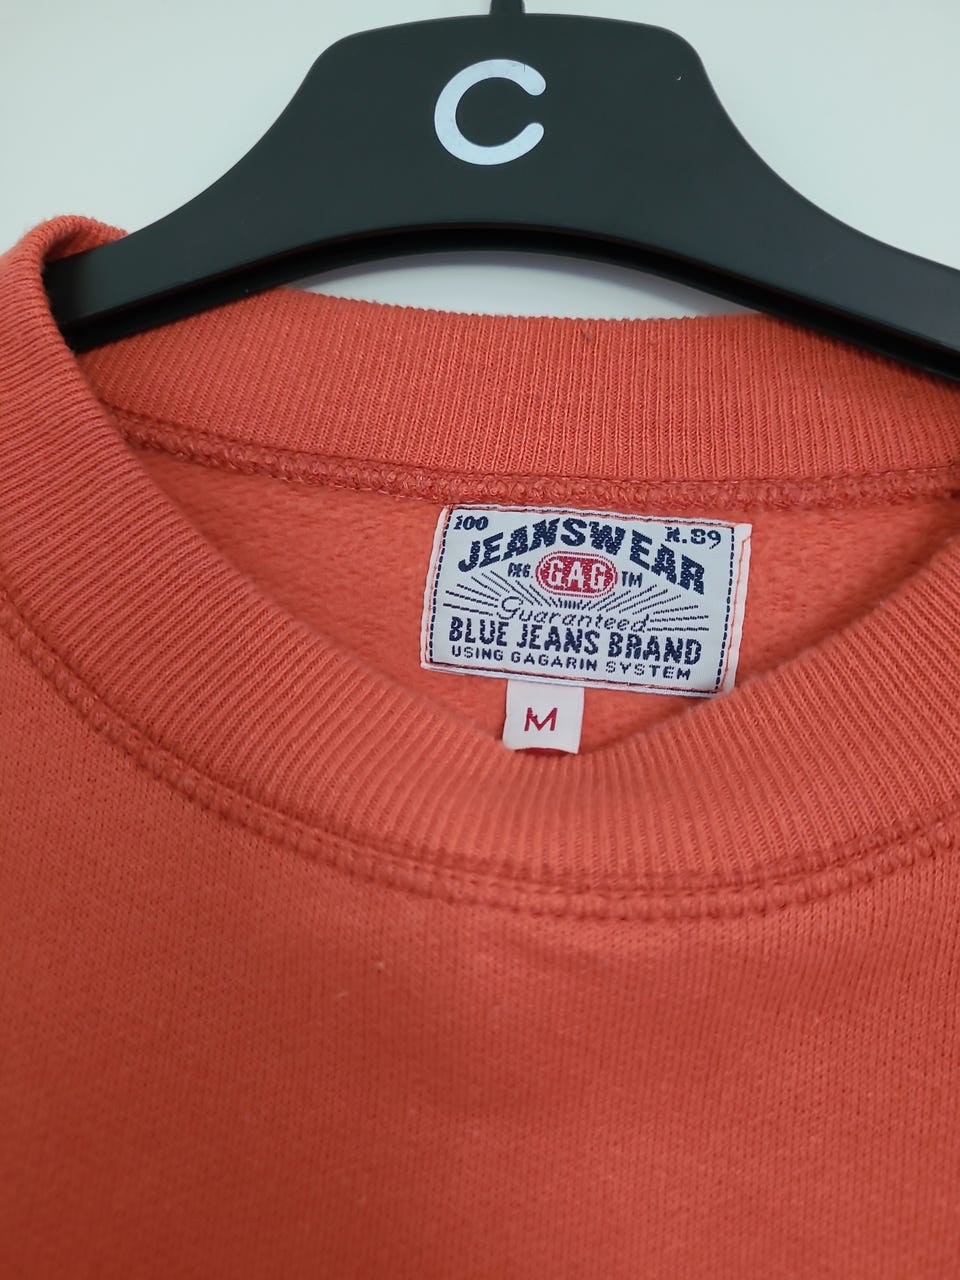 C
100 N.89
JEANSWEAR
REG. GAG TM
Guaranteed
BLUE JEANS BRAND
USING GAGARIN SYSTEM
M